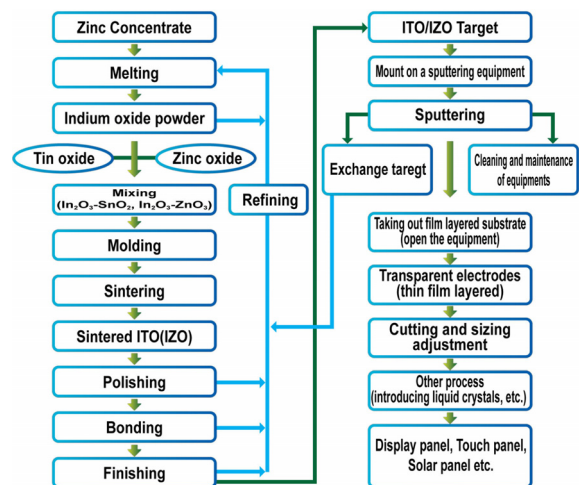 Zinc Concentrate
Melting
Indium oxide powder
Tin oxide
Zinc oxide
Mixing
(In₂O₃-SnO₂, In₂O₃-ZnO₃)
Molding
Sintering
Sintered ITO(IZO)
Polishing
Bonding
Finishing
Refining
ITO/IZO Target
Mount on a sputtering equipment
Sputtering
Exchange taregt
Cleaning and maintenance
of equipments
Taking out film layered substrate
(open the equipment)
Transparent electrodes
(thin film layered)
Cutting and sizing
adjustment
Other process
(introducing liquid crystals, etc.)
Display panel, Touch panel,
Solar panel etc.